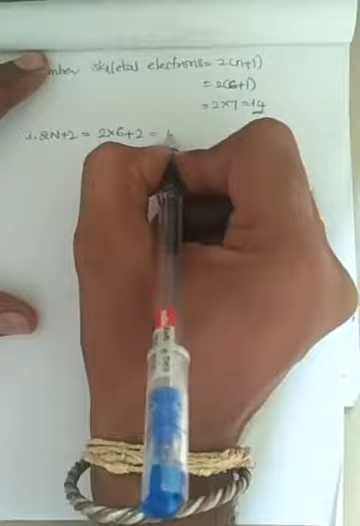 skeletal electrons = 2(n+1)
= 2(6+1)
= 2×7 = 14
2N+2 = 2×6+2 =